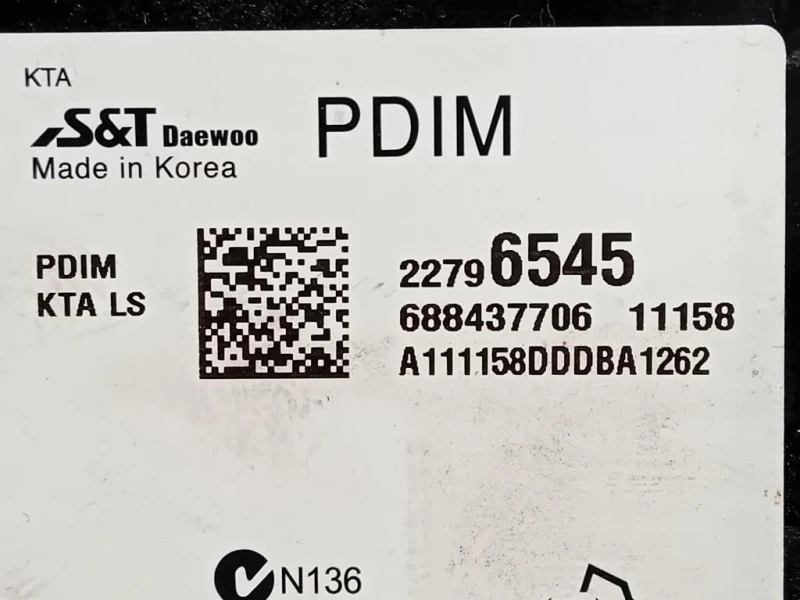 KTA
S&T Daewoo
PDIM
Made in Korea
PDIM
KTA LS
22796545
688437706 11158
A111158DDDBA1262
N136